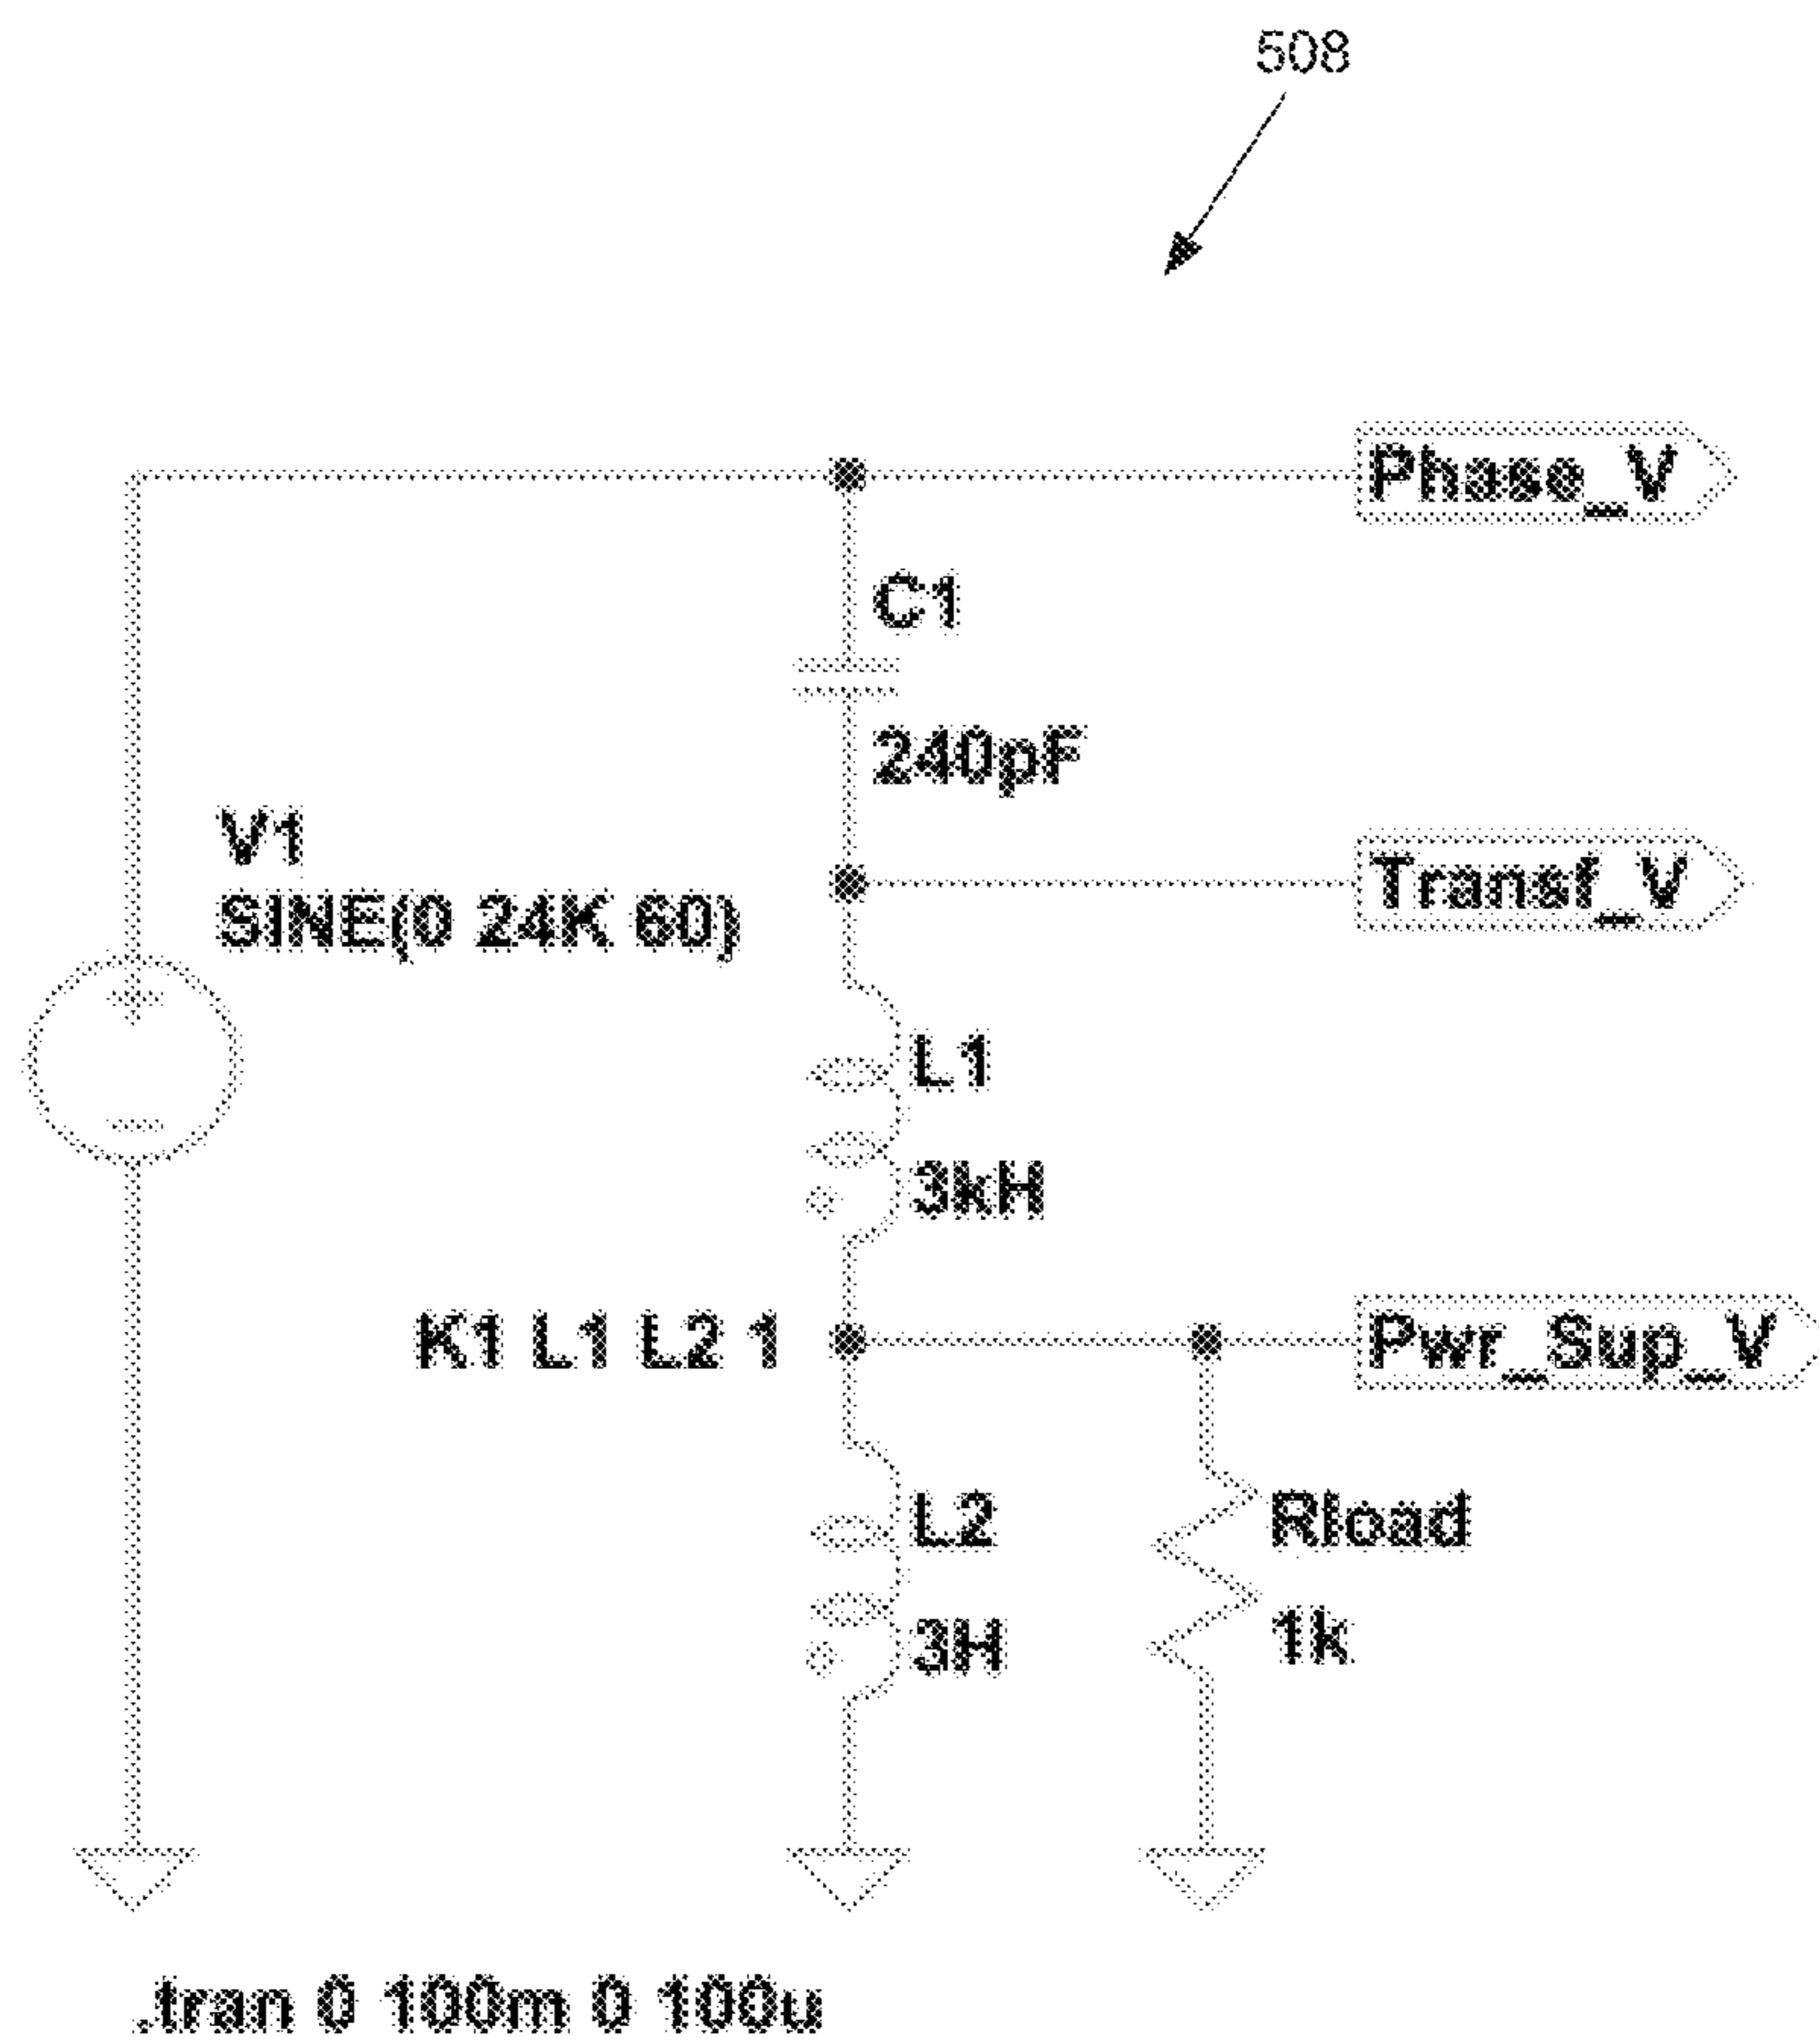 508
Phase_V
C1
240pF
V1
SINE(0 24K 60)
Transf_V
L1
3kH
K1 L1 L2 1
Pwr_Sup_V
L2
3H
Rload
1k
.tran 0 100m 0 100u